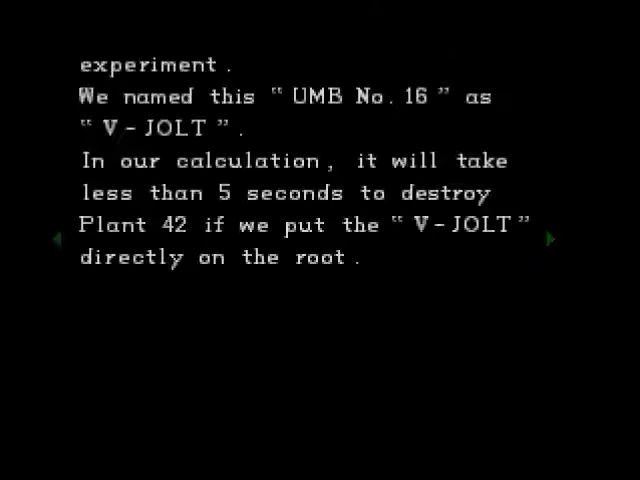 experiment.
We named this “UMB No.16” as
“V-JOLT”.
In our calculation, it will take
less than 5 seconds to destroy
Plant 42 if we put the “V-JOLT”
directly on the root.